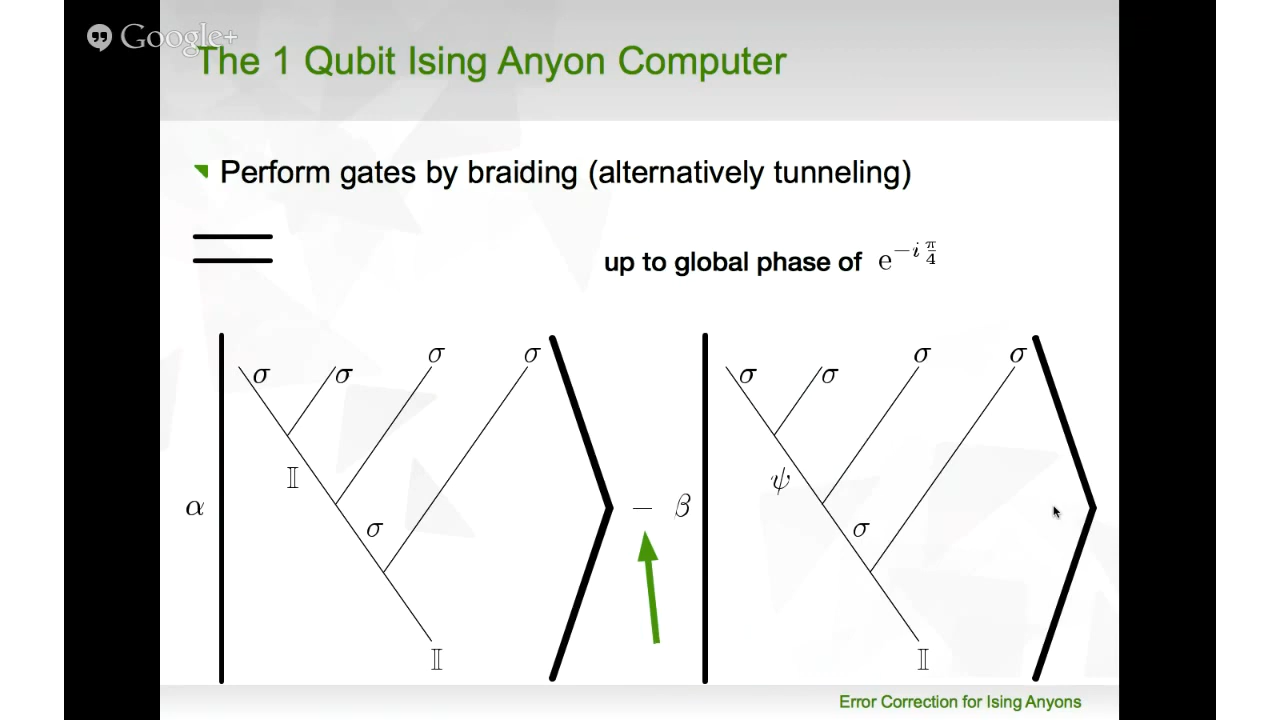 Google+
The 1 Qubit Ising Anyon Computer
Perform gates by braiding (alternatively tunneling)
=
up to global phase of e^{-i π/4}
σ σ σ σ σ σ σ σ
𝕀 ψ
α − β
σ σ
𝕀 𝕀
Error Correction for Ising Anyons